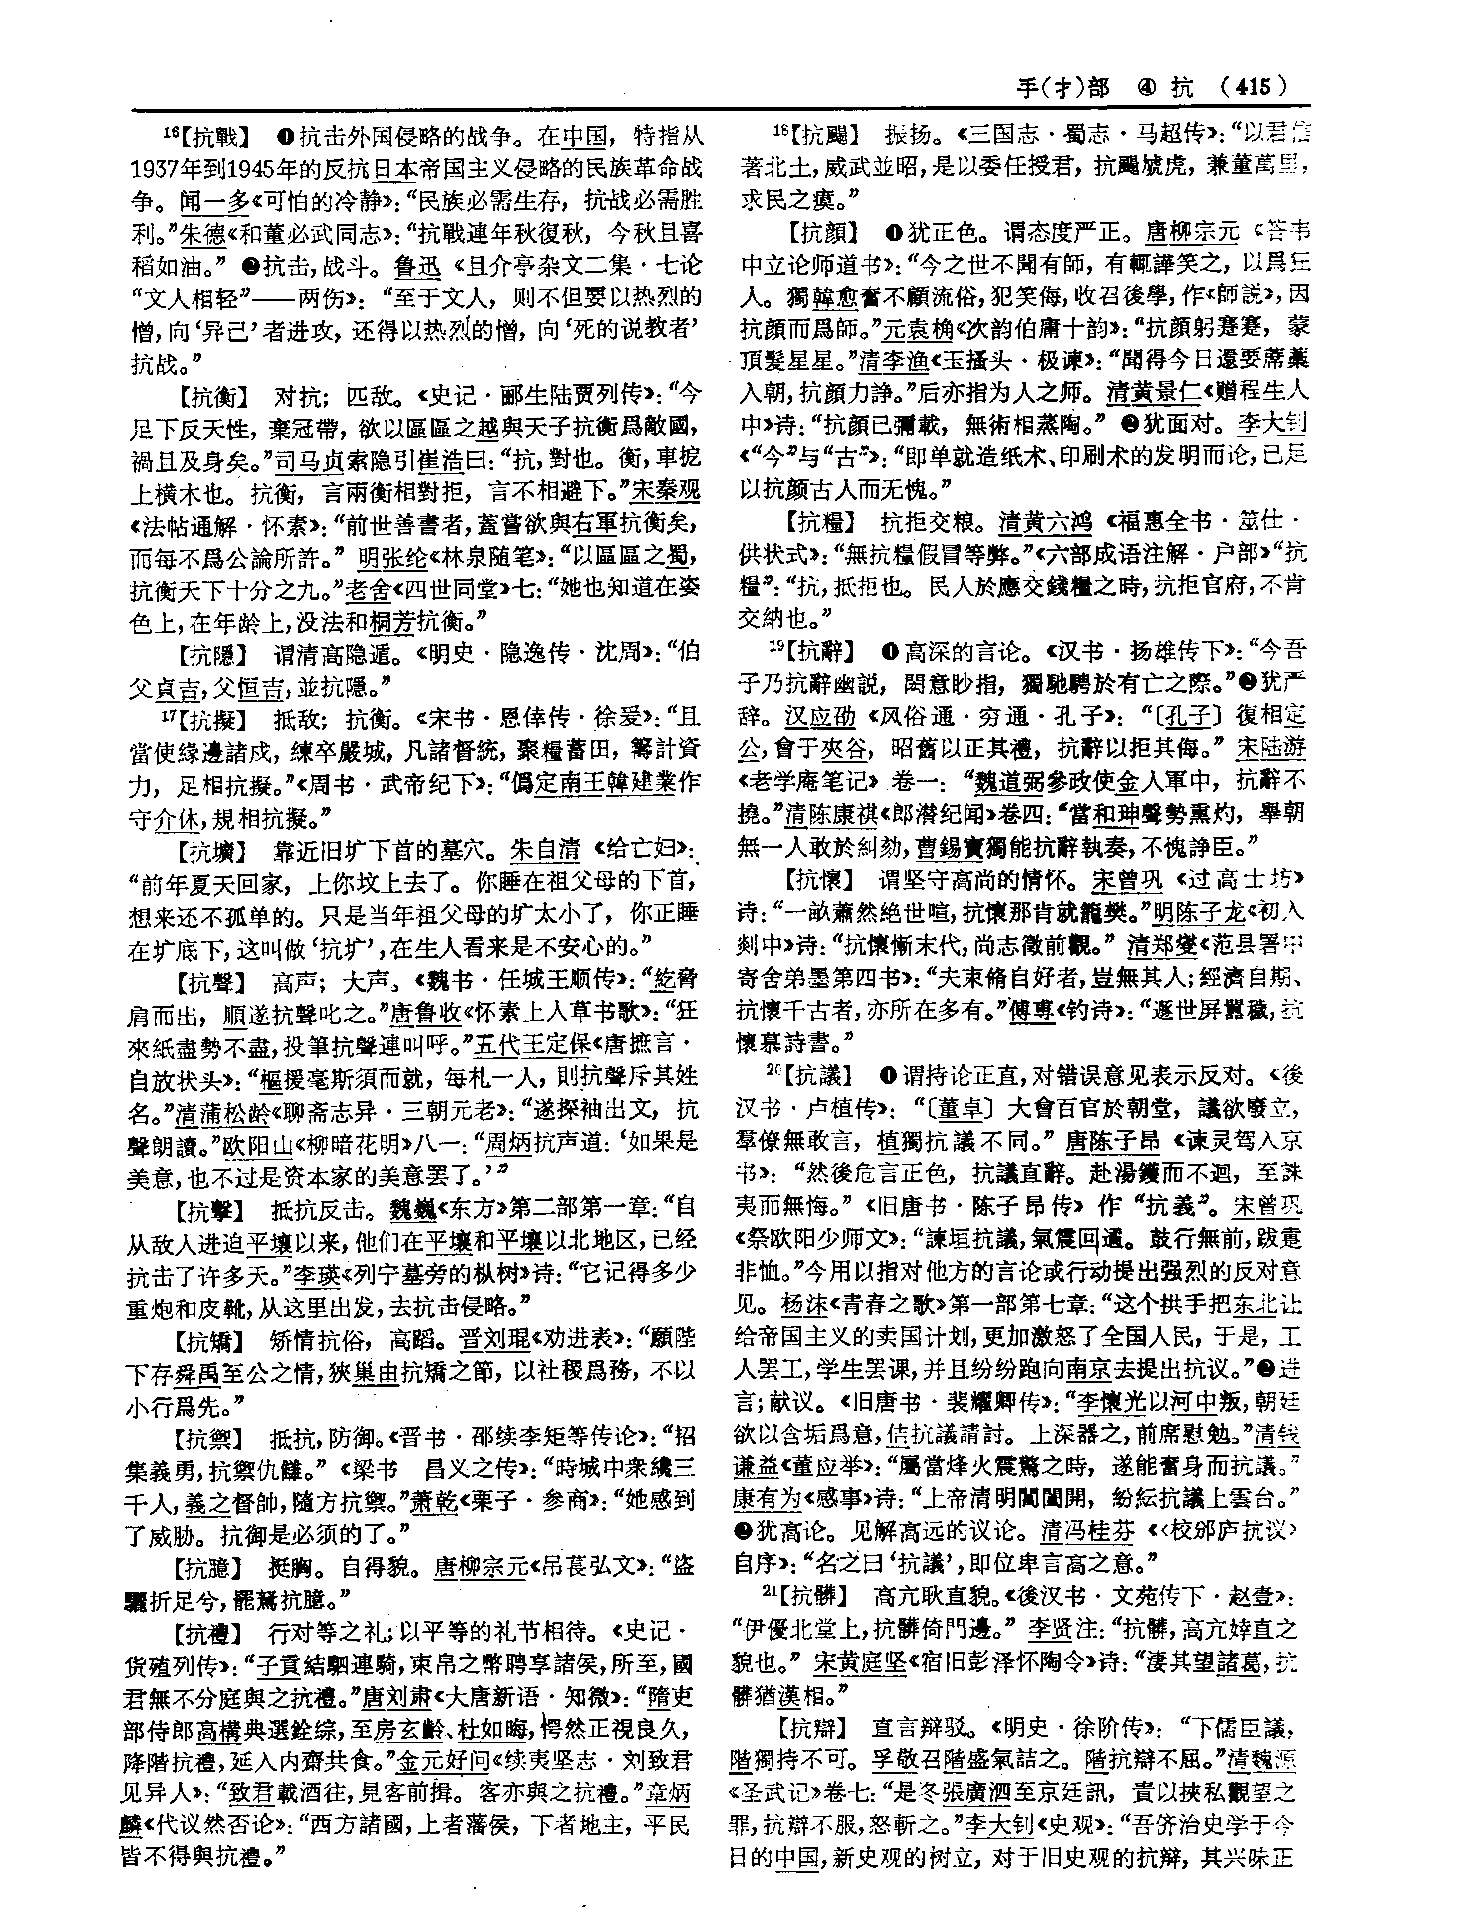 手(扌)部 ④ 抗 (415)
16【抗戰】 ❶抗击外国侵略的战争。在中国，特指从
1937年到1945年的反抗日本帝国主义侵略的民族革命战
争。闻一多《可怕的冷静》：“民族必需生存，抗战必需胜
利。”朱德《和董必武同志》：“抗戰連年秋復秋，今秋且喜
稻如油。”❷抗击，战斗。鲁迅《且介亭杂文二集·七论
“文人相轻”——两伤》：“至于文人，则不但要以热烈的
憎，向‘异己’者进攻，还得以热烈的憎，向‘死的说教者’
抗战。”
【抗衡】 对抗；匹敌。《史记·郦生陆贾列传》：“今
足下反天性，棄冠帶，欲以區區之越與天子抗衡爲敵國，
禍且及身矣。”司马贞索隐引崔浩曰：“抗，對也。衡，車挖
上横木也。抗衡，言兩衡相對拒，言不相避下。”宋秦观
《法帖通解·怀素》：“前世善書者，蓋嘗欲與右軍抗衡矣，
而每不爲公論所許。”明张纶《林泉随笔》：“以區區之蜀，
抗衡天下十分之九。”老舍《四世同堂》七：“她也知道在姿
色上，在年龄上，没法和桐芳抗衡。”
【抗隱】 谓清高隐遁。《明史·隐逸传·沈周》：“伯
父貞吉，父恒吉，並抗隱。”
17【抗擬】 抵敌；抗衡。《宋书·恩倖传·徐爰》：“且
當使緣邊諸戍，練卒嚴城，凡諸督統，聚糧蓄田，籌計資
力，足相抗擬。”《周书·武帝纪下》：“僞定南王韓建業作
守介休，規相抗擬。”
【抗壙】 靠近旧圹下首的墓穴。朱自清《给亡妇》：
“前年夏天回家，上你坟上去了。你睡在祖父母的下首，
想来还不孤单的。只是当年祖父母的圹太小了，你正睡
在圹底下，这叫做‘抗圹’，在生人看来是不安心的。”
【抗聲】 高声；大声。《魏书·任城王顺传》：“紇脅
肩而出，順遂抗聲叱之。”唐鲁收《怀素上人草书歌》：“狂
來紙盡勢不盡，投筆抗聲連叫呼。”五代王定保《唐摭言·
自放状头》：“樞援毫斯須而就，每札一人，則抗聲斥其姓
名。”清蒲松龄《聊斋志异·三朝元老》：“遂探袖出文，抗
聲朗讀。”欧阳山《柳暗花明》八一：“周炳抗声道：‘如果是
美意，也不过是资本家的美意罢了。’”
【抗擊】 抵抗反击。魏巍《东方》第二部第一章：“自
从敌人进迫平壤以来，他们在平壤和平壤以北地区，已经
抗击了许多天。”李瑛《列宁墓旁的枞树》诗：“它记得多少
重炮和皮靴，从这里出发，去抗击侵略。”
【抗矯】 矫情抗俗，高蹈。晋刘琨《劝进表》：“願陛
下存舜禹至公之情，狹巢由抗矯之節，以社稷爲務，不以
小行爲先。”
【抗禦】 抵抗，防御。《晋书·邵续李矩等传论》：“招
集義勇，抗禦仇讎。”《梁书 昌义之传》：“時城中衆纔三
千人，義之督帥，隨方抗禦。”萧乾《栗子·参商》：“她感到
了威胁。抗御是必须的了。”
【抗臆】 挺胸。自得貌。唐柳宗元《吊苌弘文》：“盜
驪折足兮，罷駑抗臆。”
【抗禮】 行对等之礼；以平等的礼节相待。《史记·
货殖列传》：“子貢結駟連騎，束帛之幣聘享諸侯，所至，國
君無不分庭與之抗禮。”唐刘肃《大唐新语·知微》：“隋吏
部侍郎高構典選銓综，至房玄齡、杜如晦，愕然正視良久，
降階抗禮，延入内齋共食。”金元好问《续夷坚志·刘致君
见异人》：“致君載酒往，見客前揖。客亦與之抗禮。”章炳
麟《代议然否论》：“西方諸國，上者藩侯，下者地主，平民
皆不得與抗禮。”
18【抗颺】 振扬。《三国志·蜀志·马超传》：“以君信
著北土，威武並昭，是以委任授君，抗颺虓虎，兼董萬里，
求民之瘼。”
【抗顔】 ❶犹正色。谓态度严正。唐柳宗元《答韦
中立论师道书》：“今之世不聞有師，有輒譁笑之，以爲狂
人。獨韓愈奮不顧流俗，犯笑侮，收召後學，作《師説》，因
抗顔而爲師。”元袁桷《次韵伯庸十韵》：“抗顔躬蹇蹇，蒙
頂髮星星。”清李渔《玉搔头·极谏》：“聞得今日還要蓆藁
入朝，抗顔力諍。”后亦指为人之师。清黄景仁《赠程生人
中》诗：“抗顔已彌載，無術相蒸陶。”❷犹面对。李大钊
《“今”与“古”》：“即单就造纸术、印刷术的发明而论，已足
以抗颜古人而无愧。”
【抗糧】 抗拒交粮。清黄六鸿《福惠全书·筮仕·
供状式》：“無抗糧假冒等弊。”《六部成语注解·户部》“抗
糧”：“抗，抵拒也。民人於應交錢糧之時，抗拒官府，不肯
交納也。”
19【抗辭】 ❶高深的言论。《汉书·扬雄传下》：“今吾
子乃抗辭幽説，閎意眇指，獨馳騁於有亡之際。”❷犹严
辞。汉应劭《风俗通·穷通·孔子》：“〔孔子〕復相定
公，會于夾谷，昭舊以正其禮，抗辭以拒其侮。”宋陆游
《老学庵笔记》卷一：“魏道弼參政使金人軍中，抗辭不
撓。”清陈康祺《郎潜纪闻》卷四：“當和珅聲勢熏灼，舉朝
無一人敢於糾劾，曹錫寶獨能抗辭執奏，不愧諍臣。”
【抗懷】 谓坚守高尚的情怀。宋曾巩《过高士坊》
诗：“一畝蕭然絶世喧，抗懷那肯就籠樊。”明陈子龙《初入
剡中》诗：“抗懷慚末代，尚志徵前觀。”清郑燮《范县署中
寄舍弟墨第四书》：“夫束脩自好者，豈無其人；經濟自期、
抗懷千古者，亦所在多有。”傅尃《钓诗》：“遯世屏囂穢，抗
懷慕詩書。”
20【抗議】 ❶谓持论正直，对错误意见表示反对。《後
汉书·卢植传》：“〔董卓〕大會百官於朝堂，議欲廢立，
羣僚無敢言，植獨抗議不同。”唐陈子昂《谏灵驾入京
书》：“然後危言正色，抗議直辭。赴湯鑊而不迴，至誅
夷而無悔。”《旧唐书·陈子昂传》作“抗義”。宋曾巩
《祭欧阳少师文》：“諫垣抗議，氣震回遹。鼓行無前，跋疐
非恤。”今用以指对他方的言论或行动提出强烈的反对意
见。杨沫《青春之歌》第一部第七章：“这个拱手把东北让
给帝国主义的卖国计划，更加激怒了全国人民，于是，工
人罢工，学生罢课，并且纷纷跑向南京去提出抗议。”❷进
言；献议。《旧唐书·裴耀卿传》：“李懷光以河中叛，朝廷
欲以含垢爲意，佶抗議請討。上深器之，前席慰勉。”清钱
谦益《董应举》：“屬當烽火震驚之時，遂能奮身而抗議。”
康有为《感事》诗：“上帝清明閶闔開，紛紜抗議上雲台。”
❸犹高论。见解高远的议论。清冯桂芬《〈校邠庐抗议〉
自序》：“名之曰‘抗議’，即位卑言高之意。”
21【抗髒】 高亢耿直貌。《後汉书·文苑传下·赵壹》：
“伊優北堂上，抗髒倚門邊。”李贤注：“抗髒，高亢婞直之
貌也。”宋黄庭坚《宿旧彭泽怀陶令》诗：“淒其望諸葛，抗
髒猶漢相。”
【抗辯】 直言辩驳。《明史·徐阶传》：“下儒臣議，
階獨持不可。孚敬召階盛氣詰之。階抗辯不屈。”清魏源
《圣武记》卷七：“是冬張廣泗至京廷訊，責以挾私觀望之
罪，抗辯不服，怒斬之。”李大钊《史观》：“吾侪治史学于今
日的中国，新史观的树立，对于旧史观的抗辩，其兴味正